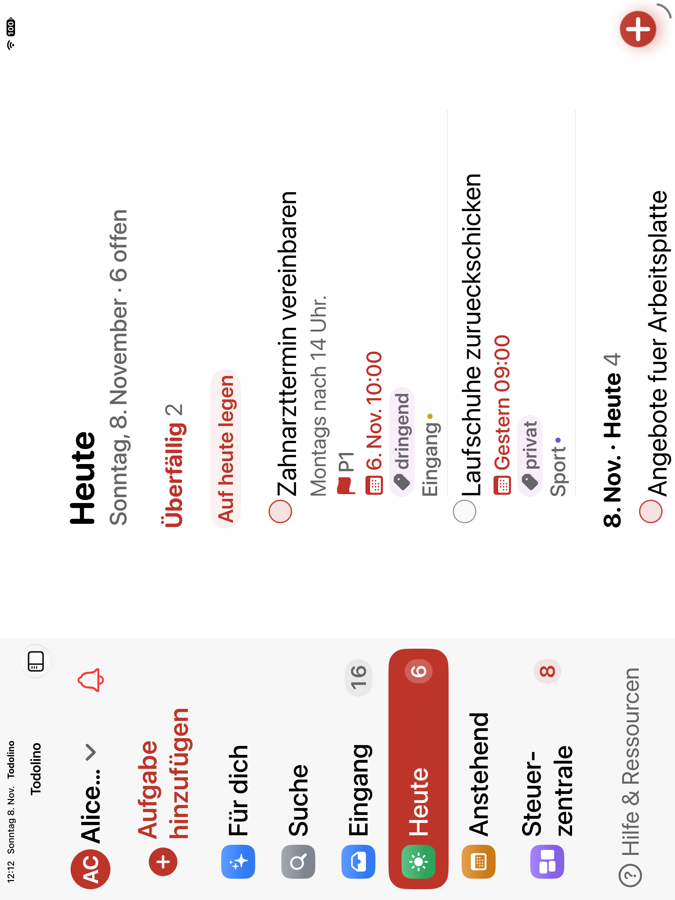 12:12 Sonntag 8. Nov. Todolino
100
Todolino
AC Alice...
Aufgabe
hinzufügen
Für dich
Suche
Eingang 16
Heute 6
Anstehend
Steuer-
zentrale 8
? Hilfe & Ressourcen
Heute
Sonntag, 8. November · 6 offen
Überfällig 2
Auf heute legen
Zahnarzttermin vereinbaren
Montags nach 14 Uhr.
P1
6. Nov. 10:00
dringend
Eingang
Laufschuhe zurueckschicken
Gestern 09:00
privat
Sport
8. Nov. · Heute 4
Angebote fuer Arbeitsplatte